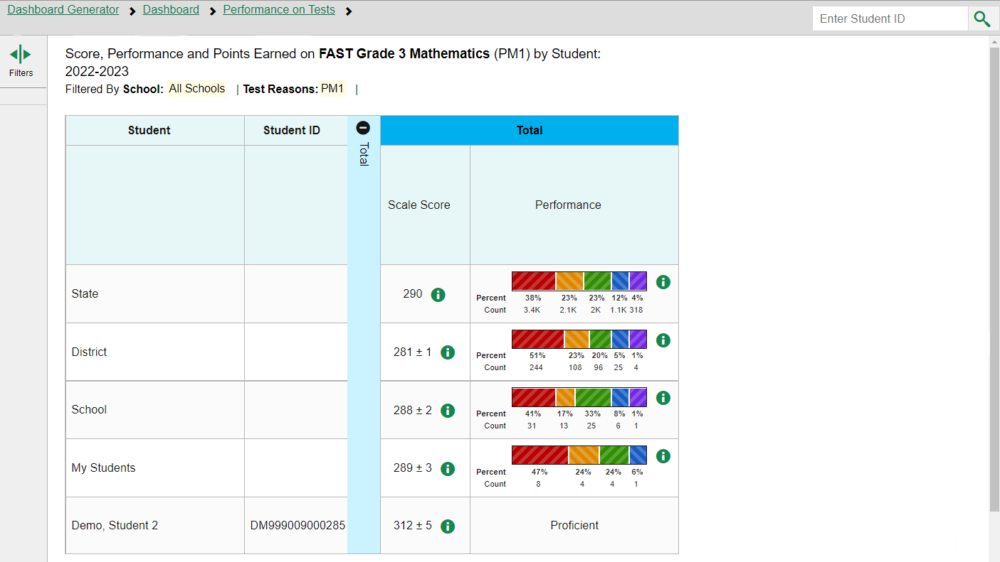 Dashboard Generator Dashboard Performance on Tests
Enter Student ID
Filters
Score, Performance and Points Earned on FAST Grade 3 Mathematics (PM1) by Student:
2022-2023
Filtered By School: All Schools | Test Reasons: PM1 |
Student Student ID Total Total
Scale Score Performance
State 290
Percent 38% 23% 23% 12% 4%
Count 3.4K 2.1K 2K 1.1K 318
District 281 ± 1
Percent 51% 23% 20% 5% 1%
Count 244 108 96 25 4
School 288 ± 2
Percent 41% 17% 33% 8% 1%
Count 31 13 25 6 1
My Students 289 ± 3
Percent 47% 24% 24% 6%
Count 8 4 4 1
Demo, Student 2 DM999009000285 312 ± 5 Proficient